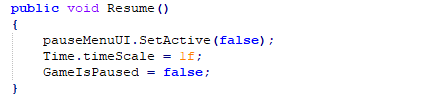 public void Resume()
{
    pauseMenuUI.SetActive(false);
    Time.timeScale = 1f;
    GameIsPaused = false;
}